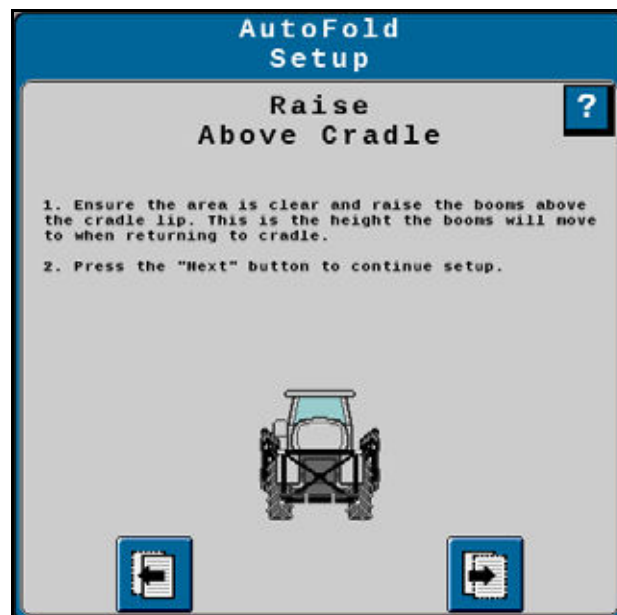 AutoFold
Setup
Raise
Above Cradle
?
1. Ensure the area is clear and raise the booms above
the cradle lip. This is the height the booms will move
to when returning to cradle.
2. Press the "Next" button to continue setup.